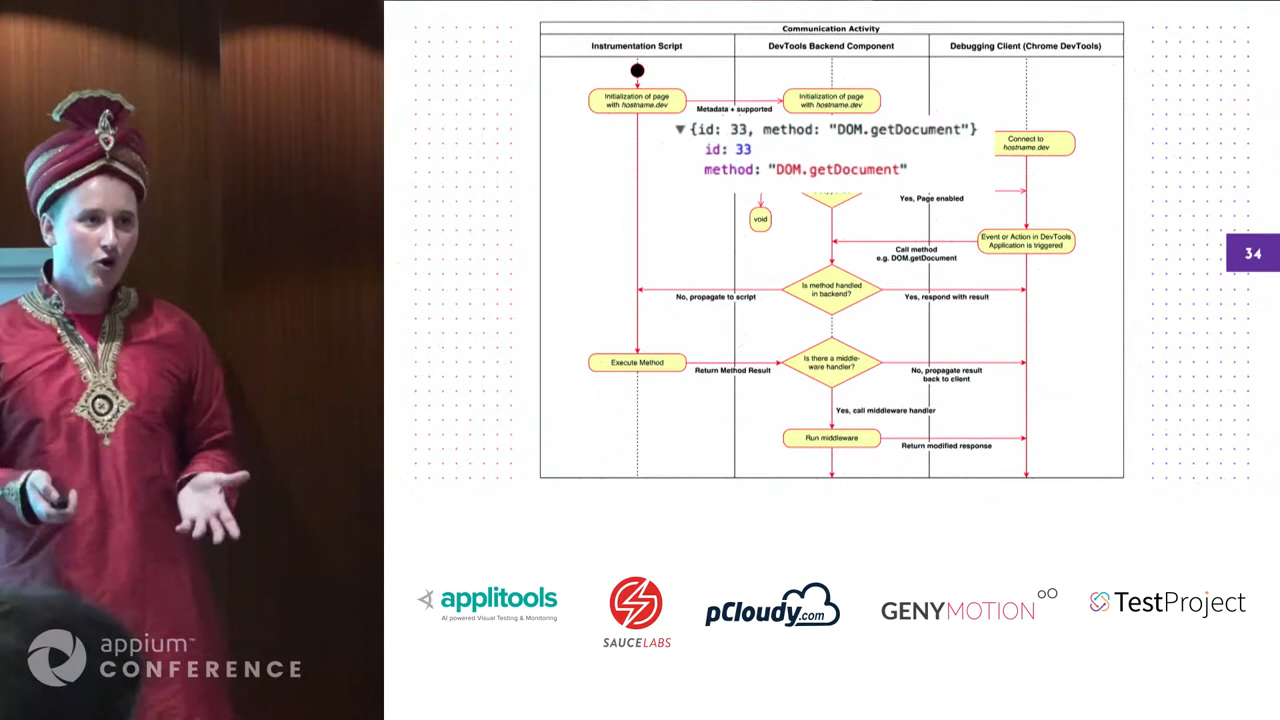 Communication Activity
Instrumentation Script
DevTools Backend Component
Debugging Client (Chrome DevTools)
Initialization of page
with hostname.dev
Metadata + supported
Initialization of page
with hostname.dev
▼{id: 33, method: "DOM.getDocument"}
id: 33
method: "DOM.getDocument"
Connect to
hostname.dev
Yes, Page enabled
void
Event or Action in DevTools
Application is triggered
Call method
e.g. DOM.getDocument
34
Is method handled
in backend?
No, propagate to script
Yes, respond with result
Execute Method
Return Method Result
Is there a middle-
ware handler?
No, propagate result
back to client
Yes, call middleware handler
Run middleware
Return modified response
applitools
AI powered Visual Testing & Monitoring
SAUCELABS
pCloudy.com
GENYMOTION
TestProject
appium™
CONFERENCE